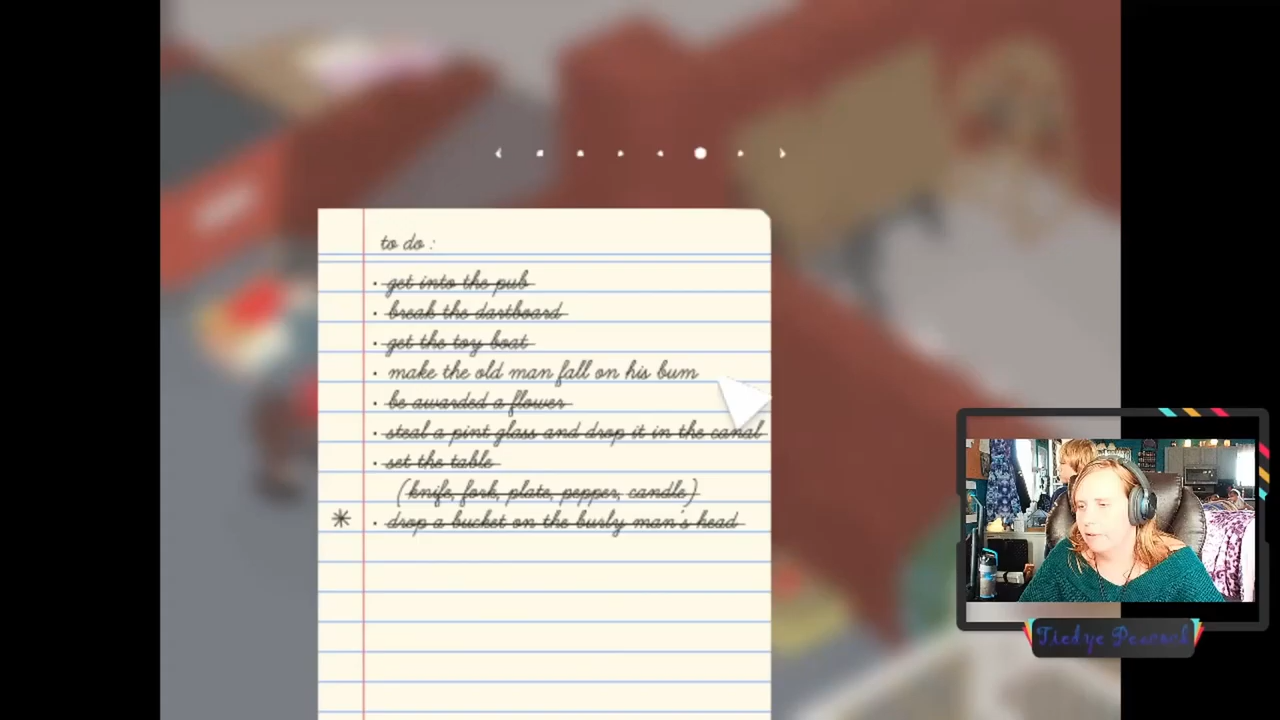 to do :
• get into the pub
• break the dartboard
• get the toy boat
• make the old man fall on his bum
• be awarded a flower
• steal a pint glass and drop it in the canal
• set the table
(knife, fork, plate, pepper, candle)
* • drop a bucket on the burly man's head
Tiedye Peacock